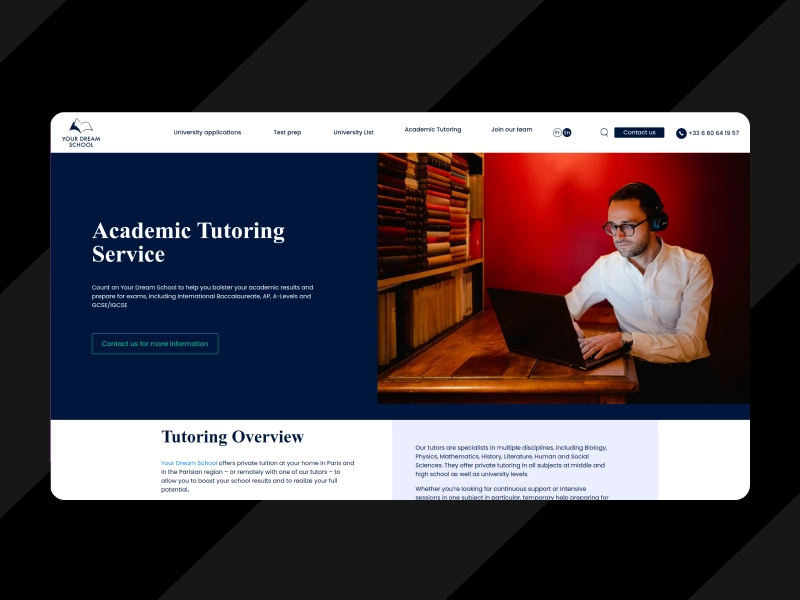 YOUR DREAM
SCHOOL
University applications
Test prep
University List
Academic Tutoring
Join our team
Fr
En
Contact us
+33 6 60 64 19 57
Academic Tutoring
Service
Count on Your Dream School to help you bolster your academic results and
prepare for exams, including International Baccalaureate, AP, A-Levels and
GCSE/IGCSE
Contact us for more information
Tutoring Overview
Your Dream School offers private tuition at your home in Paris and
in the Parisian region – or remotely with one of our tutors – to
allow you to boost your school results and to realize your full
potential.
Our tutors are specialists in multiple disciplines, including Biology,
Physics, Mathematics, History, Literature, Human and Social
Sciences. They offer private tutoring in all subjects at middle and
high school as well as university levels.
Whether you're looking for continuous support or intensive
sessions in one subject in particular, temporary help preparing for